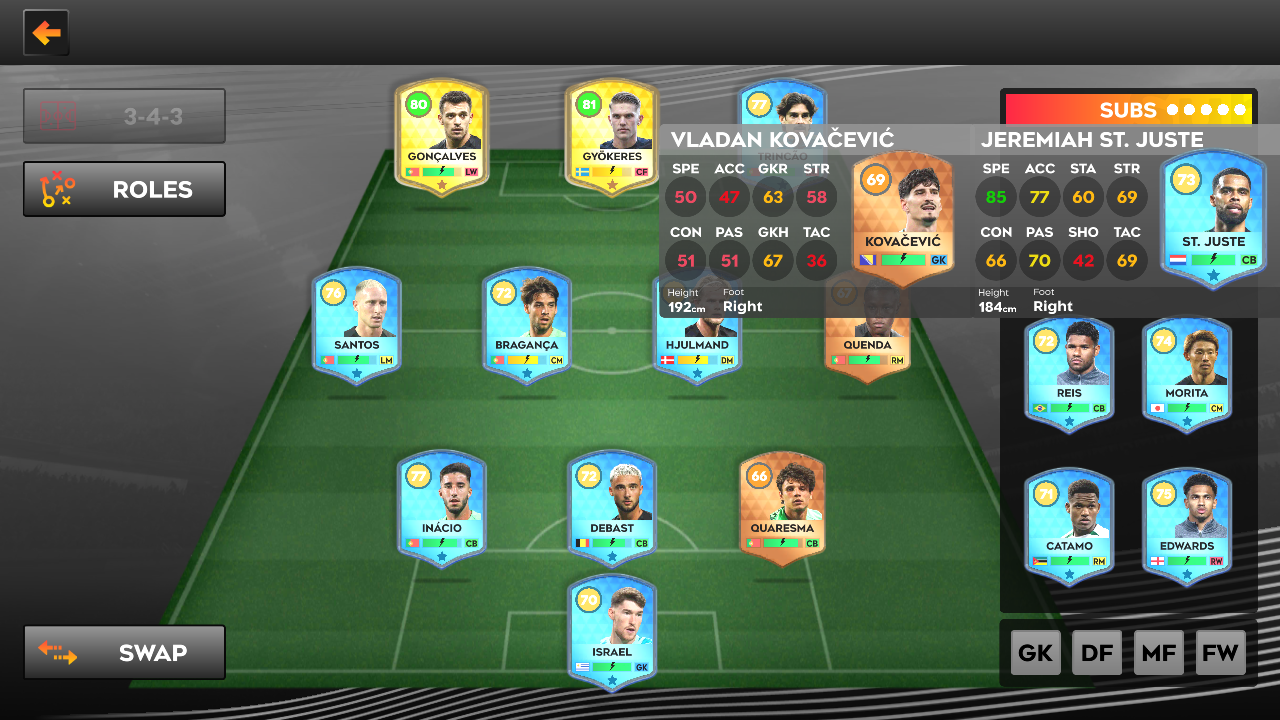 3-4-3
ROLES
80
GONÇALVES
LW
81
GYÖKERES
CF
77
TRINCÃO
SUBS
VLADAN KOVAČEVIĆ
SPE ACC GKR STR
50 47 63 58
CON PAS GKH TAC
51 51 67 36
Height Foot
192cm Right
69
KOVAČEVIĆ
GK
JEREMIAH ST. JUSTE
SPE ACC STA STR
85 77 60 69
CON PAS SHO TAC
66 70 42 69
Height Foot
184cm Right
73
ST. JUSTE
CB
76
SANTOS
LM
72
BRAGANÇA
CM
HJULMAND
DM
67
QUENDA
RM
72
REIS
CB
74
MORITA
CM
77
INÁCIO
CB
72
DEBAST
CB
66
QUARESMA
CB
71
CATAMO
RM
75
EDWARDS
RW
70
ISRAEL
GK
SWAP
GK DF MF FW